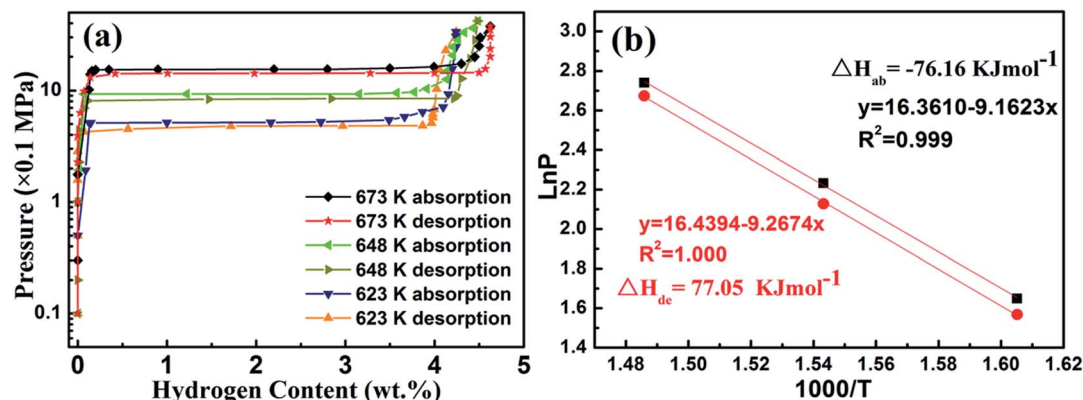 (a)
Pressure (×0.1 MPa)
10
1
0.1
673 K absorption
673 K desorption
648 K absorption
648 K desorption
623 K absorption
623 K desorption
0 1 2 3 4 5
Hydrogen Content (wt.%)
(b)
LnP
3.0
2.8
2.6
2.4
2.2
2.0
1.8
1.6
1.4
△Hab= -76.16 KJmol-1
y=16.3610-9.1623x
R2=0.999
y=16.4394-9.2674x
R2=1.000
△Hde= 77.05 KJmol-1
1.48 1.50 1.52 1.54 1.56 1.58 1.60 1.62
1000/T